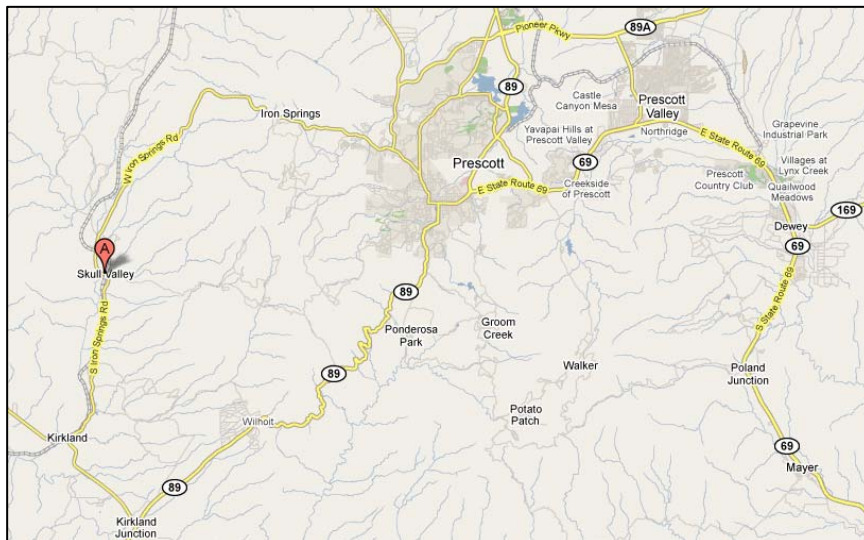 89A
Pioneer Pkwy
89
Castle
Canyon Mesa
Prescott
Valley
Iron Springs
Yavapai Hills at
Prescott Valley
Northridge
E State Route 69
Grapevine
Industrial Park
W Iron Springs Rd
Prescott
69
Villages at
Lynx Creek
E State Route 69
Creekside
of Prescott
Prescott
Country Club
Quailwood
Meadows
169
Dewey
69
A
Skull Valley
S Iron Springs Rd
89
Ponderosa
Park
Groom
Creek
S State Route 69
Walker
Poland
Junction
89
Potato
Patch
Wilhoit
Kirkland
69
Mayer
89
Kirkland
Junction